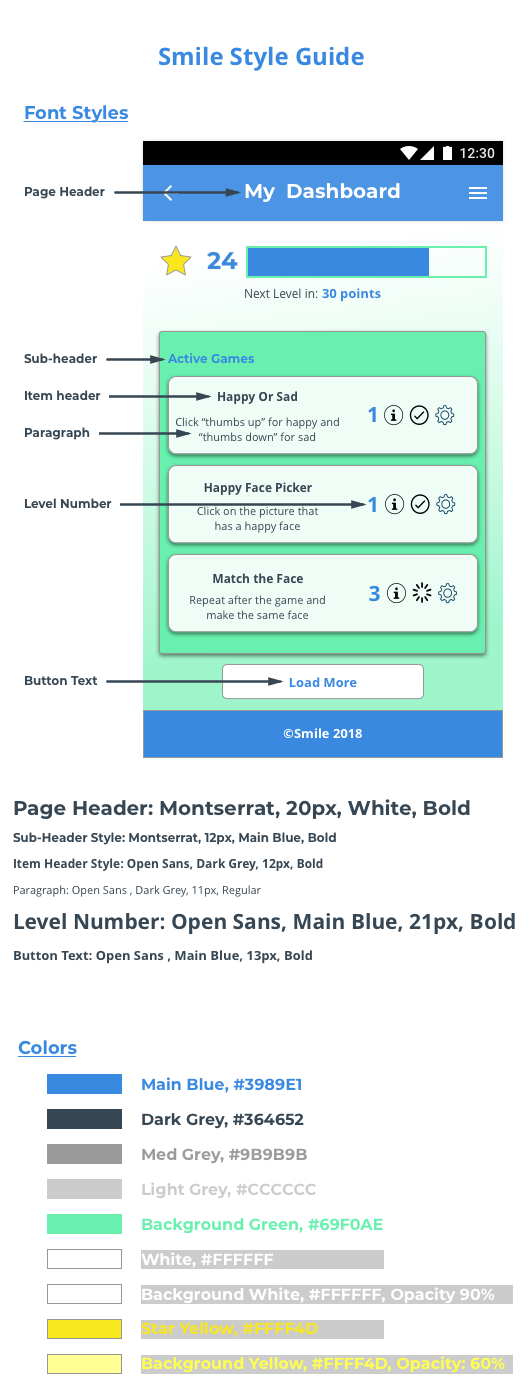 Smile Style Guide
Font Styles
12:30
Page Header
My Dashboard
24
Next Level in: 30 points
Sub-header
Active Games
Item header
Happy Or Sad
Click “thumbs up” for happy and
“thumbs down” for sad
1
Paragraph
Happy Face Picker
Level Number
Click on the picture that
has a happy face
1
Match the Face
Repeat after the game and
make the same face
3
Button Text
Load More
©Smile 2018
Page Header: Montserrat, 20px, White, Bold
Sub-Header Style: Montserrat, 12px, Main Blue, Bold
Item Header Style: Open Sans, Dark Grey, 12px, Bold
Paragraph: Open Sans , Dark Grey, 11px, Regular
Level Number: Open Sans, Main Blue, 21px, Bold
Button Text: Open Sans , Main Blue, 13px, Bold
Colors
Main Blue, #3989E1
Dark Grey, #364652
Med Grey, #9B9B9B
Light Grey, #CCCCCC
Background Green, #69F0AE
White, #FFFFFF
Background White, #FFFFFF, Opacity 90%
Star Yellow, #FFFF4D
Background Yellow, #FFFF4D, Opacity: 60%